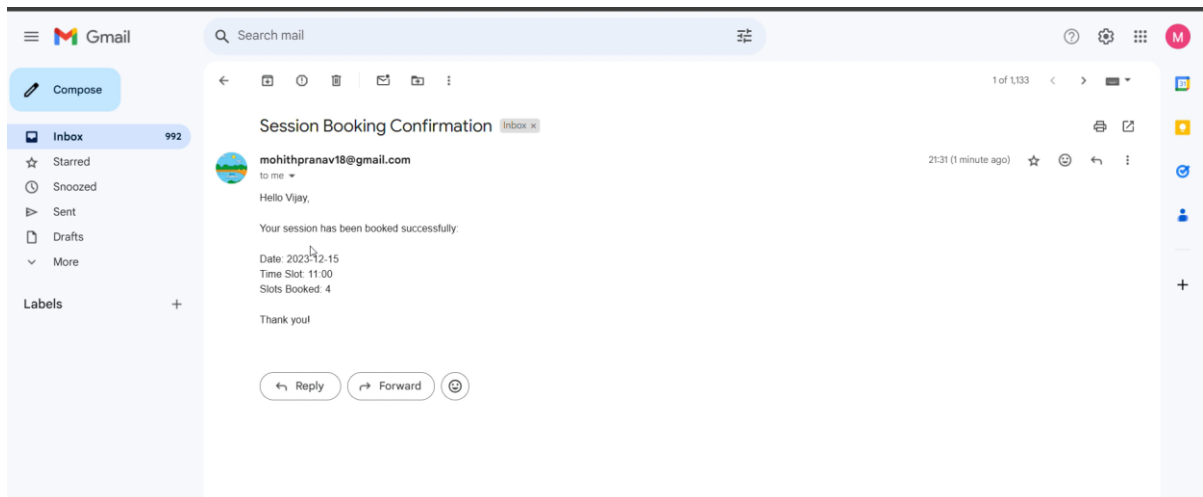 Gmail
Search mail
M
Compose
1 of 1,133
31
Session Booking Confirmation Inbox x
Inbox 992
mohithpranav18@gmail.com 21:31 (1 minute ago)
Starred
to me
Snoozed
Hello Vijay,
Sent
Your session has been booked successfully:
Drafts
More
Date: 2023-12-15
Time Slot: 11:00
Slots Booked: 4
Labels
Thank you!
Reply Forward